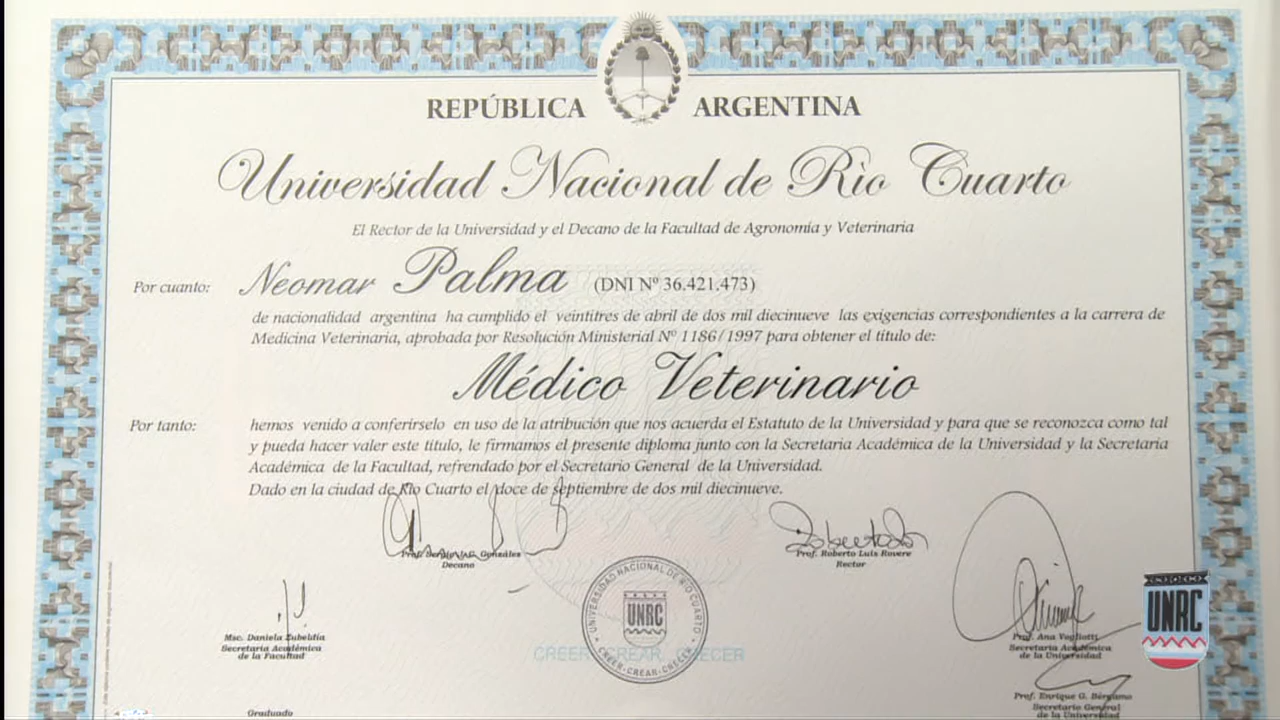 REPÚBLICA ARGENTINA
Universidad Nacional de Río Cuarto
El Rector de la Universidad y el Decano de la Facultad de Agronomía y Veterinaria
Por cuanto: Neomar Palma (DNI Nº 36.421.473)
de nacionalidad argentina ha cumplido el veintitres de abril de dos mil diecinueve las exigencias correspondientes a la carrera de
Medicina Veterinaria, aprobada por Resolución Ministerial Nº 1186/1997 para obtener el título de:
Médico Veterinario
Por tanto: hemos venido a conferírselo en uso de la atribución que nos acuerda el Estatuto de la Universidad y para que se reconozca como tal
y pueda hacer valer este título, le firmamos el presente diploma junto con la Secretaria Académica de la Universidad y la Secretaria
Académica de la Facultad, refrendado por el Secretario General de la Universidad.
Dado en la ciudad de Río Cuarto el doce de septiembre de dos mil diecinueve.
Prof. González
Decano
Prof. Roberto Luis Rovere
Rector
UNIVERSIDAD NACIONAL DE RÍO CUARTO
UNRC
CREER-CREAR-CRECER
CREER CREAR CRECER
Msc. Daniela Zubeldía
Secretaria Académica
de la Facultad
Prof. Ana Vogliotti
Secretaria Académica
de la Universidad
UNRC
Prof. Enrique G. Bérgamo
Secretario General
de la Universidad
Graduado